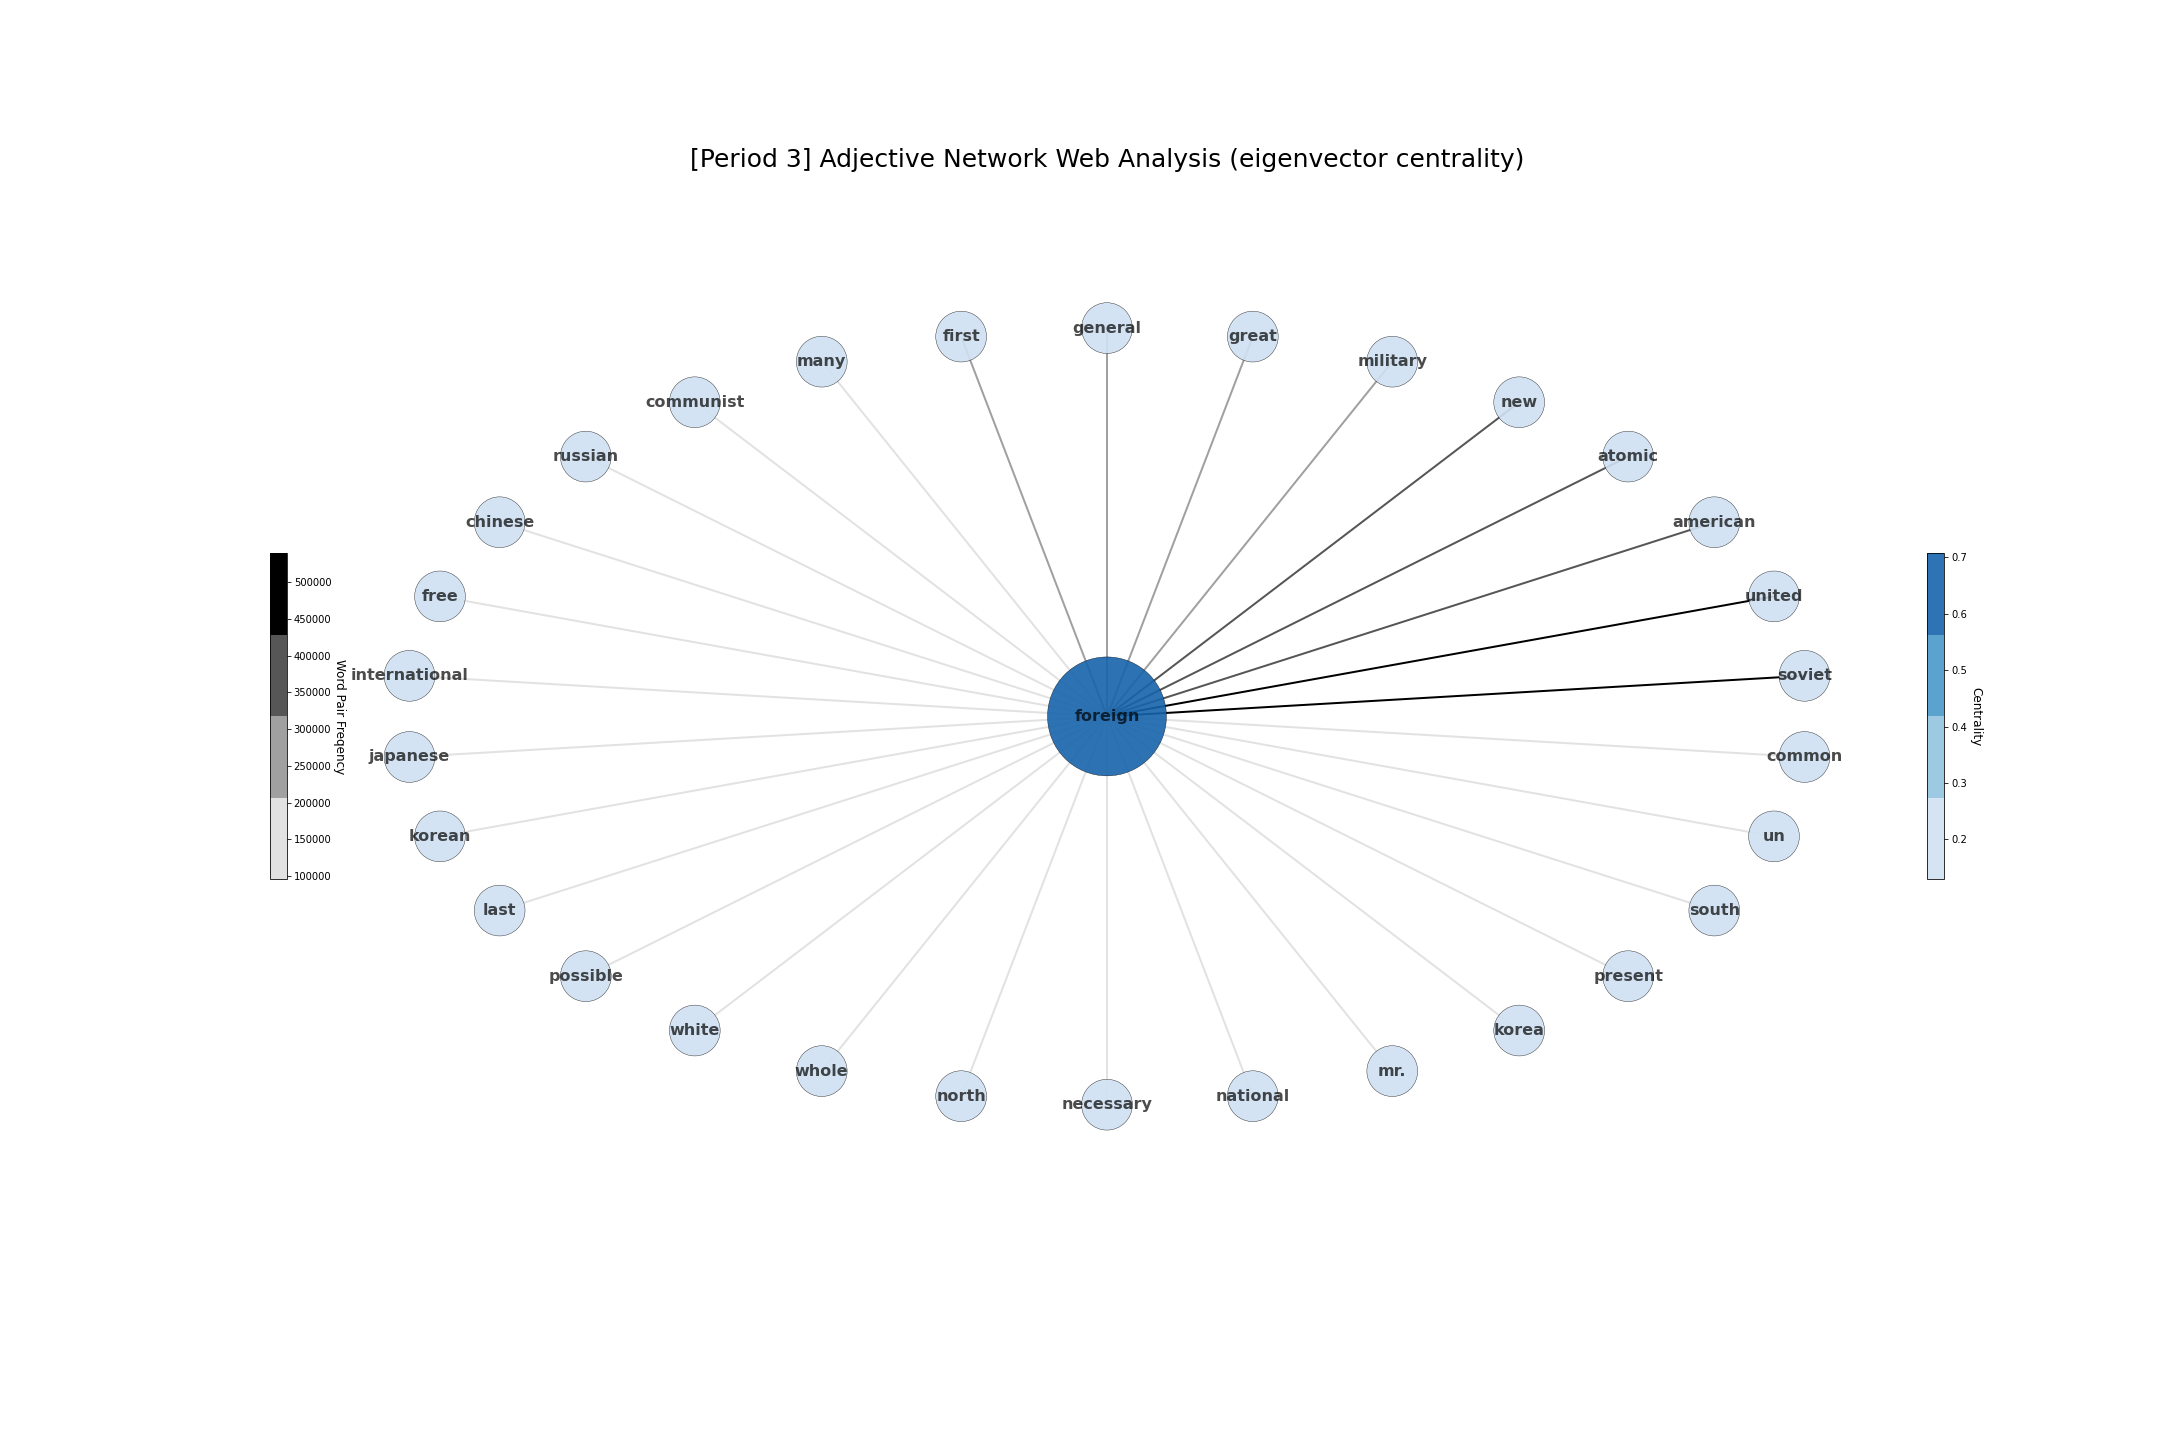 [Period 3] Adjective Network Web Analysis (eigenvector centrality)
general
first
great
many
military
communist
new
russian
atomic
chinese
american
free
united
international
soviet
foreign
japanese
common
korean
un
last
south
possible
present
white
korea
whole
mr.
north
national
necessary
500000
450000
400000
350000
300000
250000
200000
150000
100000
Word Pair Freqency
0.7
0.6
0.5
0.4
0.3
0.2
Centrality